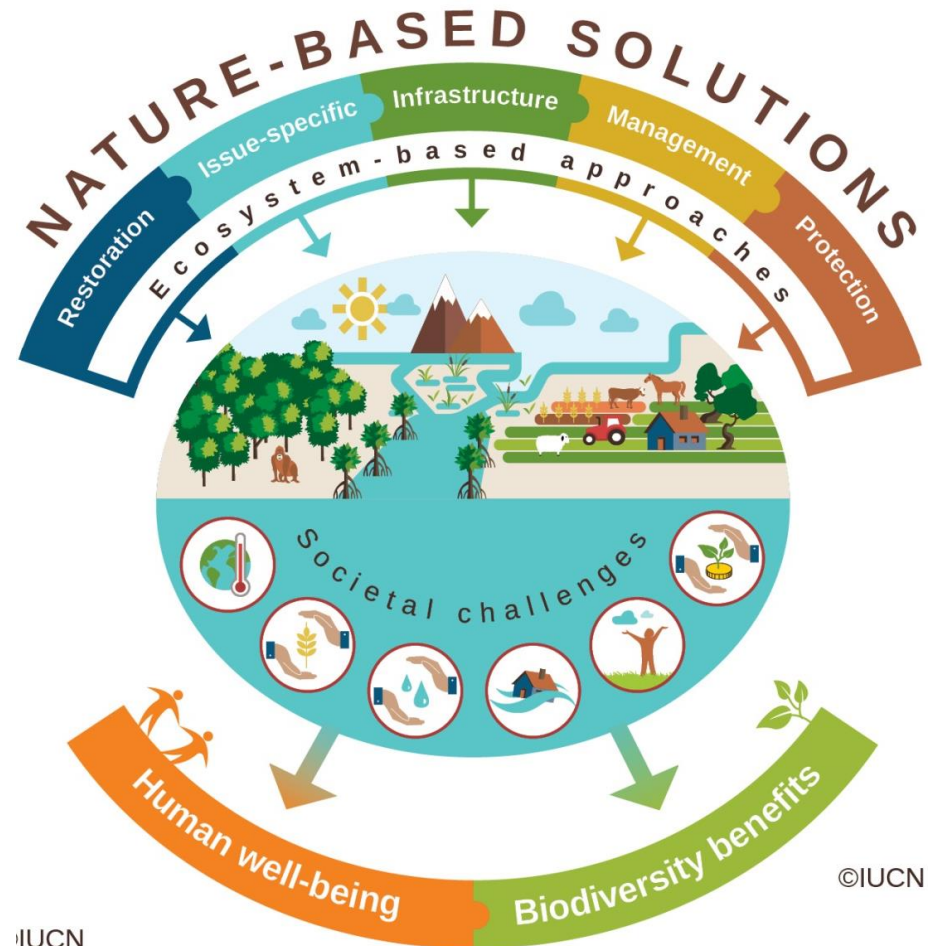 NATURE-BASED SOLUTIONS
Restoration
Issue-specific
Infrastructure
Management
Protection
Ecosystem-based approaches
Societal challenges
Human well-being
Biodiversity benefits
©IUCN
IUCN